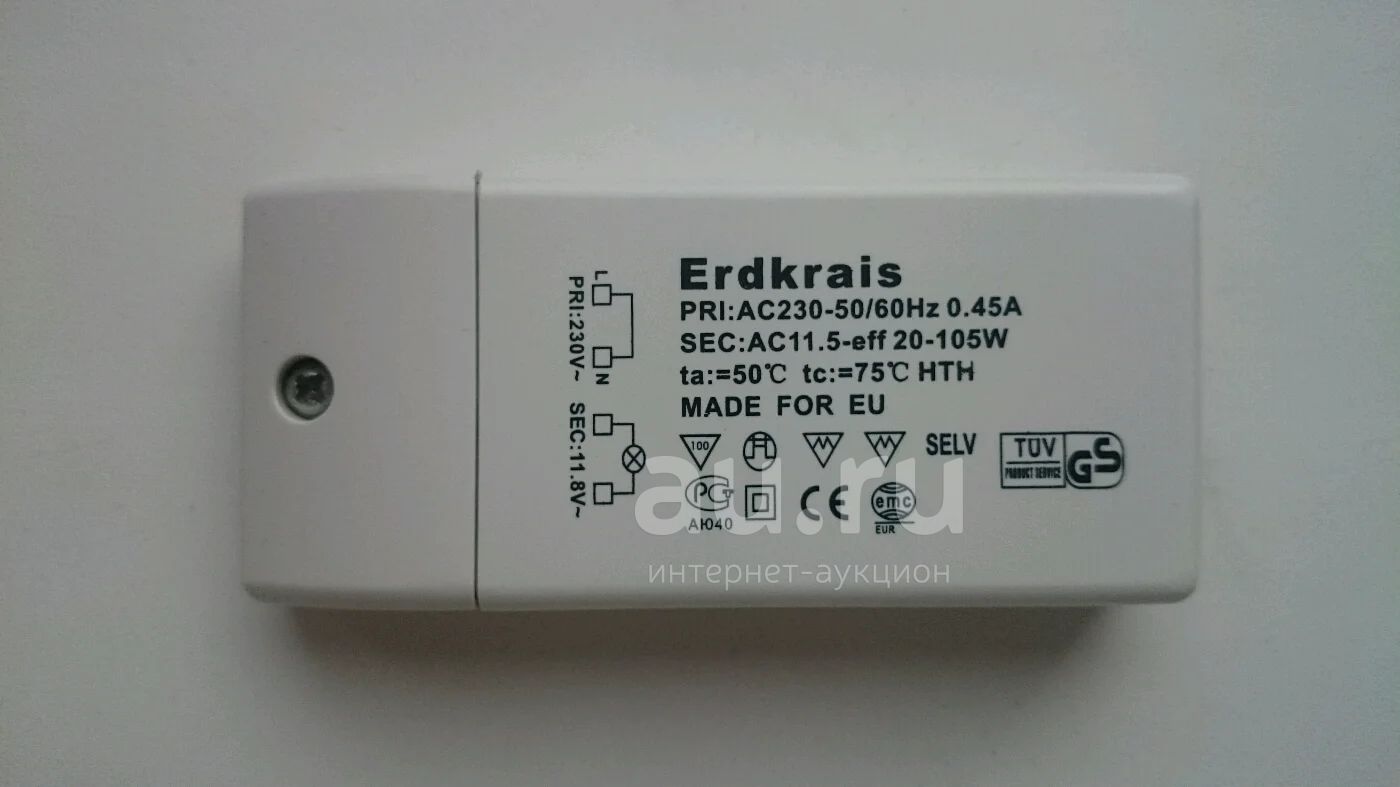 Erdkrais
PRI:AC230-50/60Hz 0.45A
SEC:AC11.5-eff 20-105W
ta:=50℃ tc:=75℃ HTH
MADE FOR EU
100
SELV
TÜV
PRODUCT SERVICE
GS
РСТ
АЮ40
CE
emc
EUR
L
PRI:230V~
N
SEC:11.8V~
au.ru
интернет-аукцион